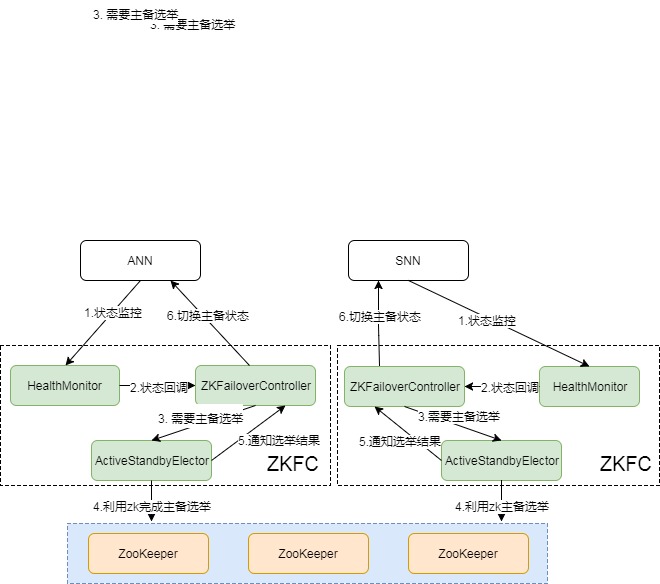 3. 需要主备选举
3. 需要主备选举
ANN
SNN
1.状态监控
6.切换主备状态
6.切换主备状态
1.状态监控
HealthMonitor
2.状态回调
ZKFailoverController
ZKFailoverController
2.状态回调
HealthMonitor
3. 需要主备选举
3.需要主备选举
5.通知选举结果
5.通知选举结果
ActiveStandbyElector
ZKFC
ActiveStandbyElector
ZKFC
4.利用zk完成主备选举
4.利用zk主备选举
ZooKeeper
ZooKeeper
ZooKeeper